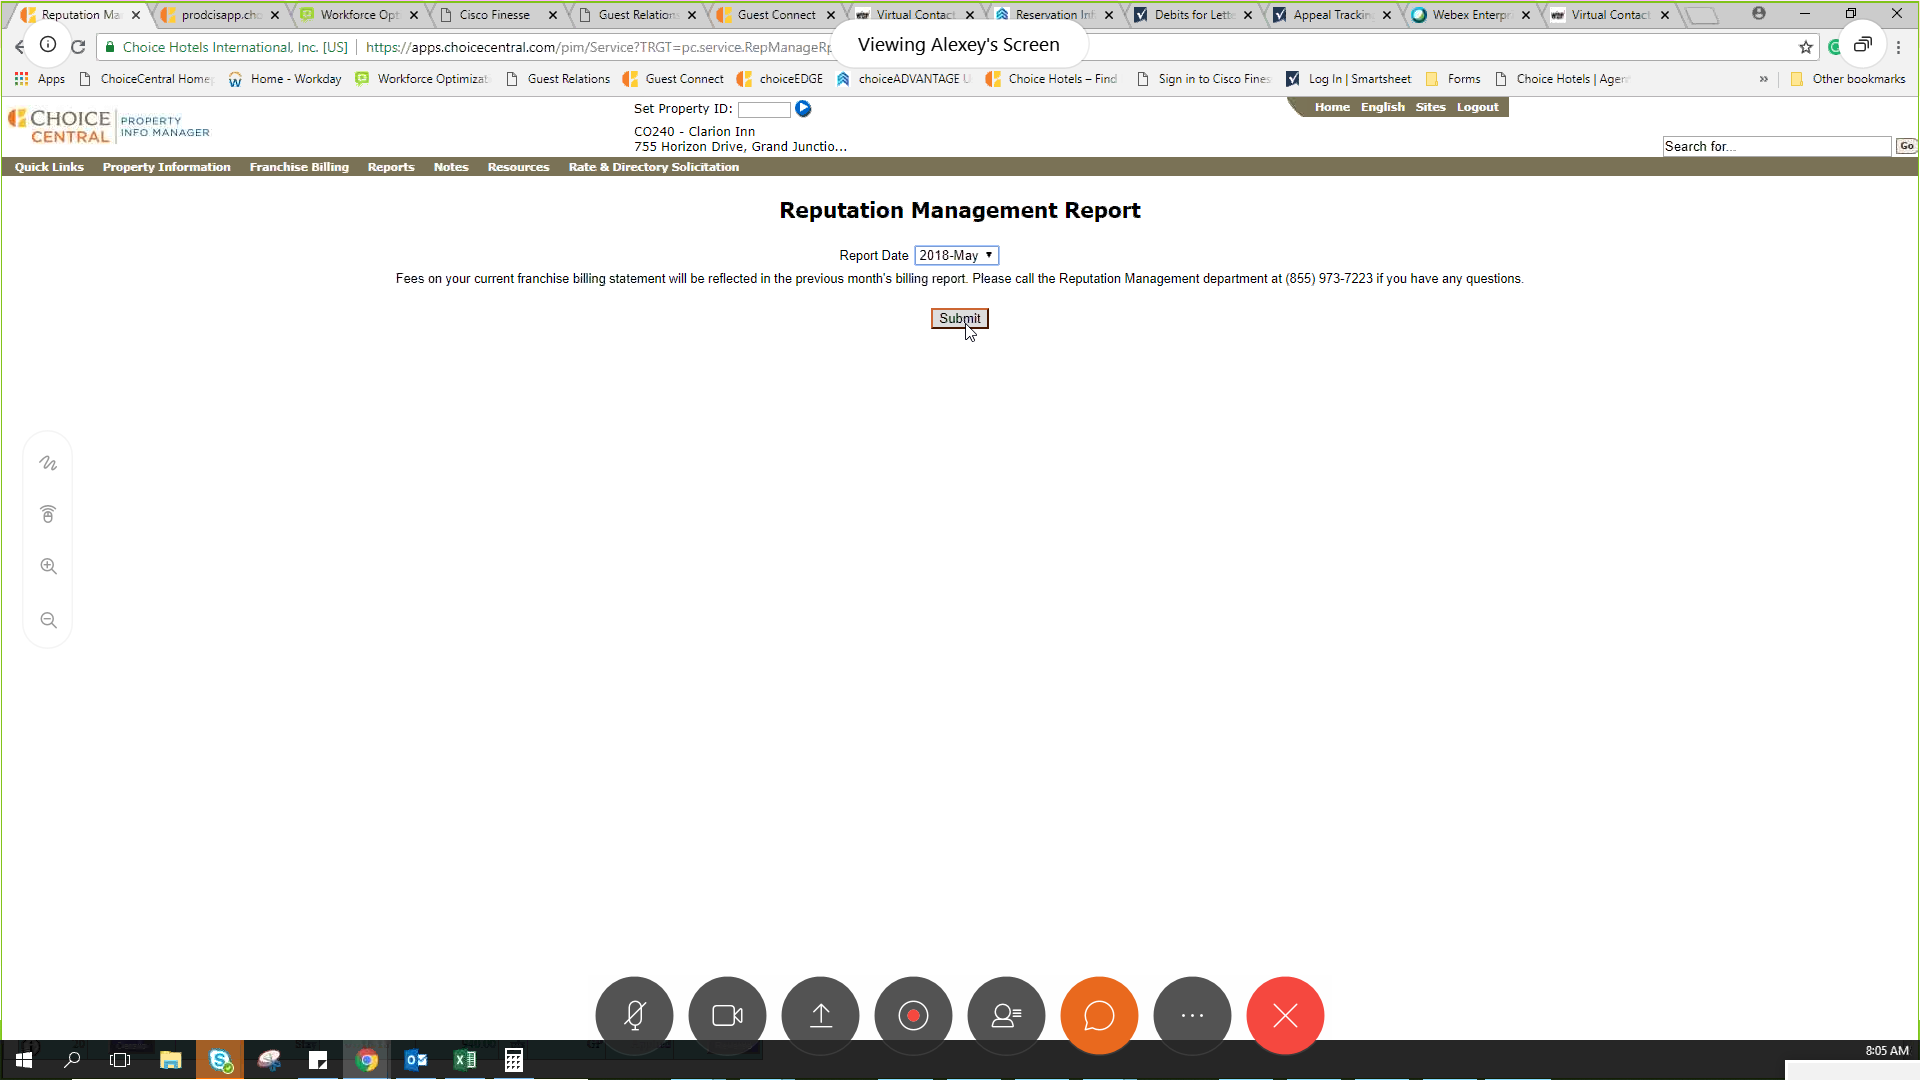 Reputation Ma
prodcisapp.cho
Workforce Opt
Cisco Finesse
Guest Relations
Guest Connect
Virtual Contact
Reservation Inf
Debits for Lette
Appeal Trackin
Webex Enterpr
Virtual Contact
Choice Hotels International, Inc. [US]
https://apps.choicecentral.com/pim/Service?TRGT=pc.service.RepManageRp
Viewing Alexey's Screen
Apps
ChoiceCentral Home
Home - Workday
Workforce Optimizat
Guest Relations
Guest Connect
choiceEDGE
choiceADVANTAGE U
Choice Hotels – Find
Sign in to Cisco Fines
Log In | Smartsheet
Forms
Choice Hotels | Agen
»
Other bookmarks
CHOICE CENTRAL
PROPERTY
INFO MANAGER
Set Property ID:
CO240 - Clarion Inn
755 Horizon Drive, Grand Junctio...
Home English Sites Logout
Search for...
Go
Quick Links Property Information Franchise Billing Reports Notes Resources Rate & Directory Solicitation
Reputation Management Report
Report Date 2018-May
Fees on your current franchise billing statement will be reflected in the previous month's billing report. Please call the Reputation Management department at (855) 973-7223 if you have any questions.
Submit
8:05 AM